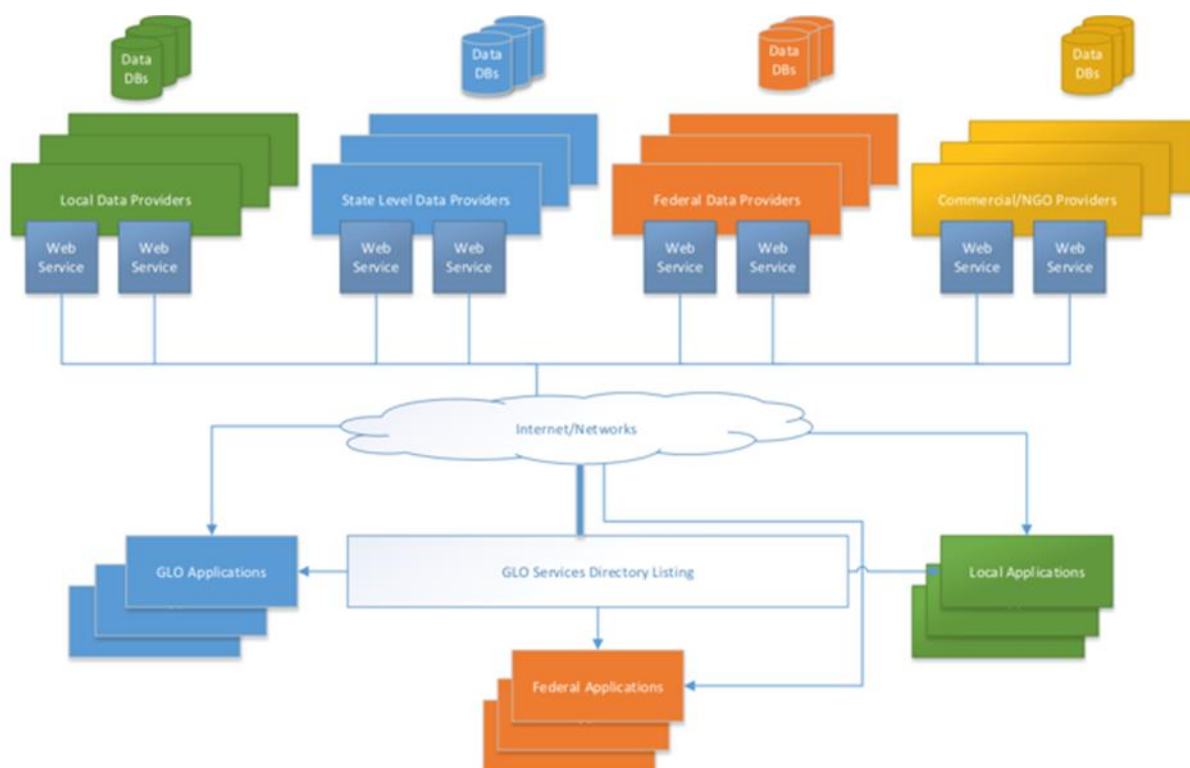 Data
DBs
Data
DBs
Data
DBs
Data
DBs
Local Data Providers
State Level Data Providers
Federal Data Providers
Commercial/NGO Providers
Web
Service
Web
Service
Web
Service
Web
Service
Web
Service
Web
Service
Web
Service
Web
Service
Internet/Networks
GLO Applications
GLO Services Directory Listing
Local Applications
Federal Applications